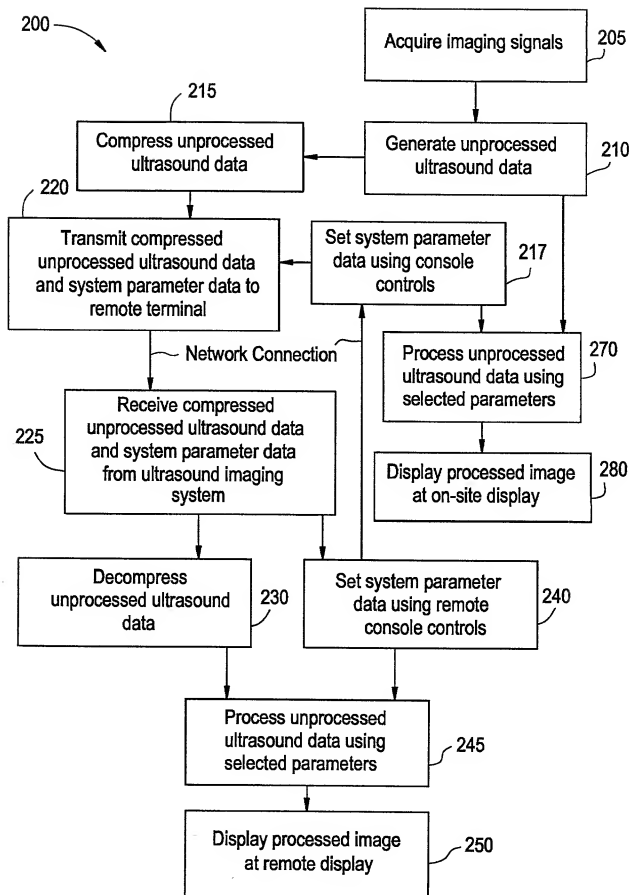 200
Acquire imaging signals
205
215
Compress unprocessed
ultrasound data
Generate unprocessed
ultrasound data
210
220
Transmit compressed
unprocessed ultrasound data
and system parameter data to
remote terminal
Set system parameter
data using console
controls
217
Network Connection
Process unprocessed
ultrasound data using
selected parameters
270
225
Receive compressed
unprocessed ultrasound data
and system parameter data
from ultrasound imaging
system
Display processed image
at on-site display
280
Decompress
unprocessed ultrasound
data
230
Set system parameter
data using remote
console controls
240
Process unprocessed
ultrasound data using
selected parameters
245
Display processed image
at remote display
250